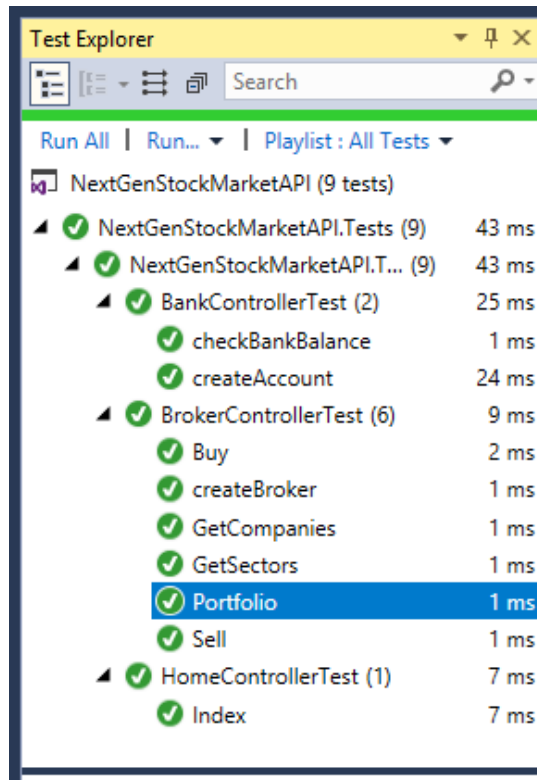 Test Explorer
Search
Run All | Run... | Playlist : All Tests
NextGenStockMarketAPI (9 tests)
NextGenStockMarketAPI.Tests (9) 43 ms
NextGenStockMarketAPI.T... (9) 43 ms
BankControllerTest (2) 25 ms
checkBankBalance 1 ms
createAccount 24 ms
BrokerControllerTest (6) 9 ms
Buy 2 ms
createBroker 1 ms
GetCompanies 1 ms
GetSectors 1 ms
Portfolio 1 ms
Sell 1 ms
HomeControllerTest (1) 7 ms
Index 7 ms